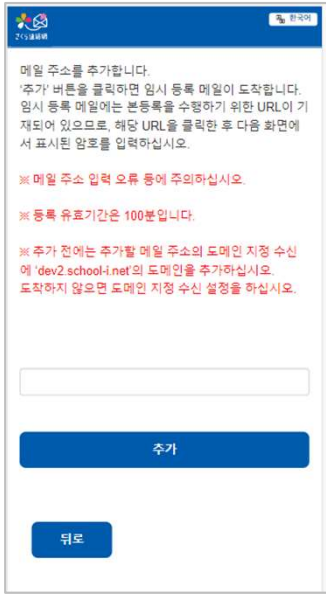 한국어
さくら連絡網
메일 주소를 추가합니다.
'추가' 버튼을 클릭하면 임시 등록 메일이 도착합니다.
임시 등록 메일에는 본등록을 수행하기 위한 URL이 기
재되어 있으므로, 해당 URL을 클릭한 후 다음 화면에
서 표시된 암호를 입력하십시오.
※ 메일 주소 입력 오류 등에 주의하십시오.
※ 등록 유효기간은 100분입니다.
※ 추가 전에는 추가할 메일 주소의 도메인 지정 수신
에 'dev2.school-i.net'의 도메인을 추가하십시오.
도착하지 않으면 도메인 지정 수신 설정을 하십시오.
추가
뒤로